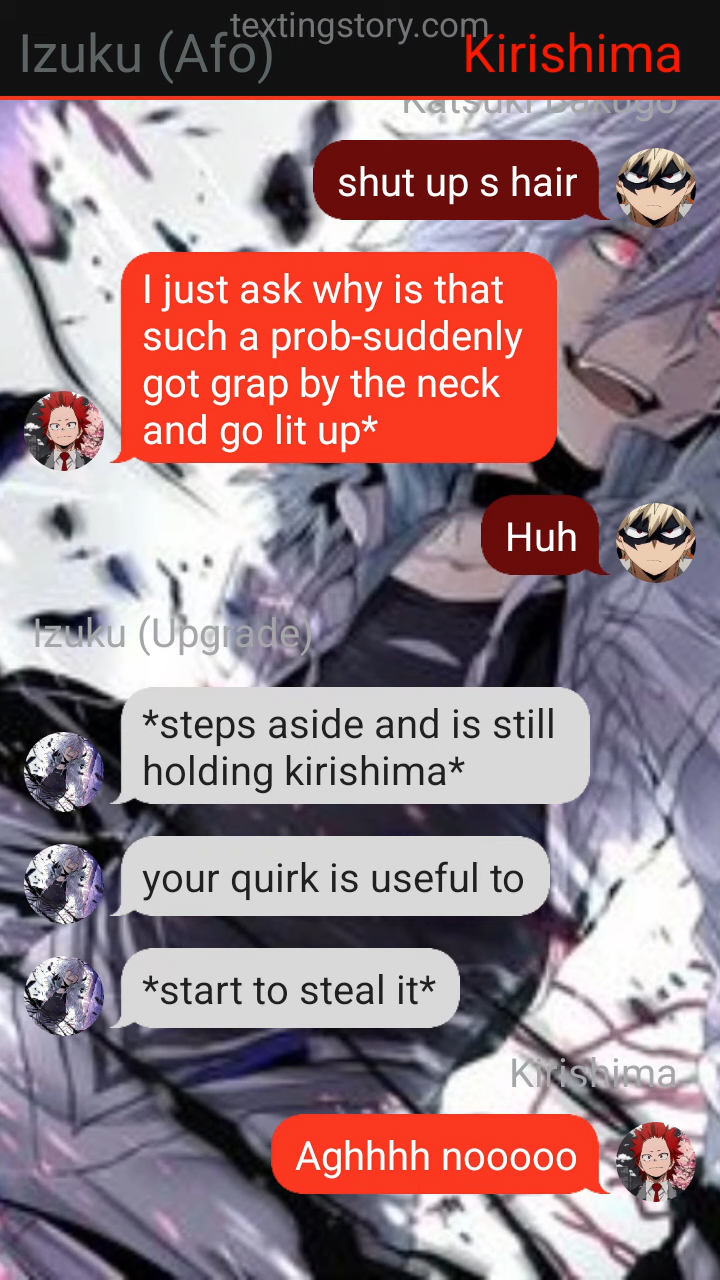 textingstory.com
Izuku (Afo)
Kirishima
Katsuki Bakugo
shut up s hair
I just ask why is that
such a prob-suddenly
got grap by the neck
and go lit up*
Huh
Izuku (Upgrade)
*steps aside and is still
holding kirishima*
your quirk is useful to
*start to steal it*
Kirishima
Aghhhh nooooo